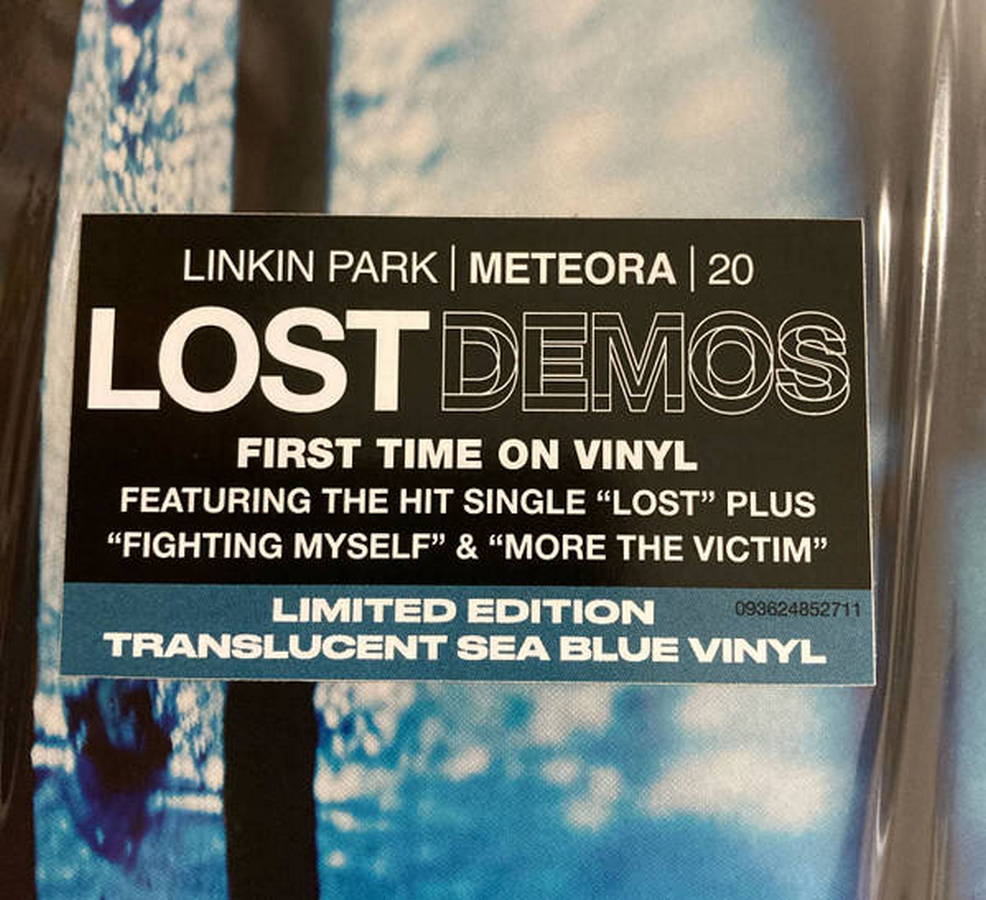 LINKIN PARK | METEORA | 20
LOST DEMOS
FIRST TIME ON VINYL
FEATURING THE HIT SINGLE “LOST” PLUS
“FIGHTING MYSELF” & “MORE THE VICTIM”
LIMITED EDITION
093624852711
TRANSLUCENT SEA BLUE VINYL